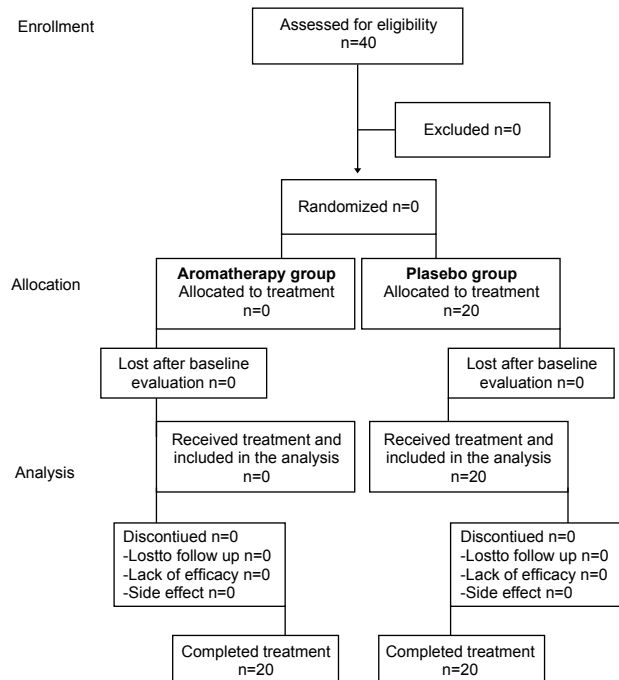 Enrollment
Assessed for eligibility
n=40
Excluded n=0
Randomized n=0
Allocation
Aromatherapy group
Allocated to treatment
n=0
Plasebo group
Allocated to treatment
n=20
Lost after baseline
evaluation n=0
Lost after baseline
evaluation n=0
Analysis
Received treatment and
included in the analysis
n=0
Received treatment and
included in the analysis
n=20
Discontiued n=0
-Lostto follow up n=0
-Lack of efficacy n=0
-Side effect n=0
Discontiued n=0
-Lostto follow up n=0
-Lack of efficacy n=0
-Side effect n=0
Completed treatment
n=20
Completed treatment
n=20